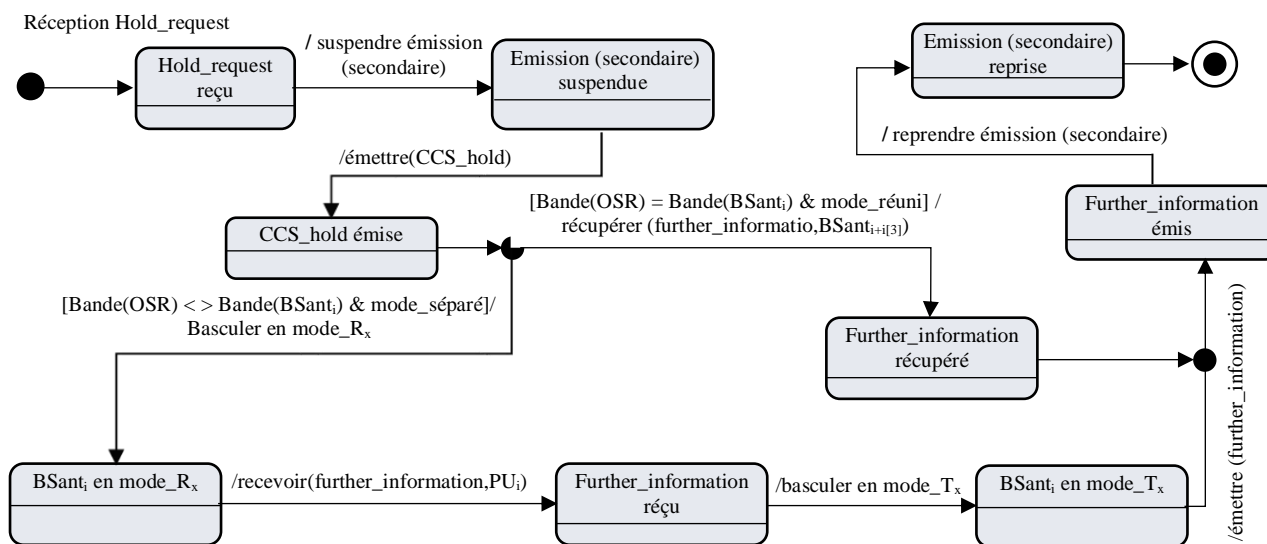 Réception Hold_request
Hold_request
reçu
/ suspendre émission
(secondaire)
Emission (secondaire)
suspendue
Emission (secondaire)
reprise
/émettre(CCS_hold)
/ reprendre émission (secondaire)
CCS_hold émise
[Bande(OSR) = Bande(BSantᵢ) & mode_réuni] /
récupérer (further_informatio,BSantᵢ₊ᵢ[3])
Further_information
émis
[Bande(OSR) < > Bande(BSantᵢ) & mode_séparé]/
Basculer en mode_Rₓ
Further_information
récupéré
/émettre (further_information)
BSantᵢ en mode_Rₓ
/recevoir(further_information,PUᵢ)
Further_information
réçu
/basculer en mode_Tₓ
BSantᵢ en mode_Tₓ